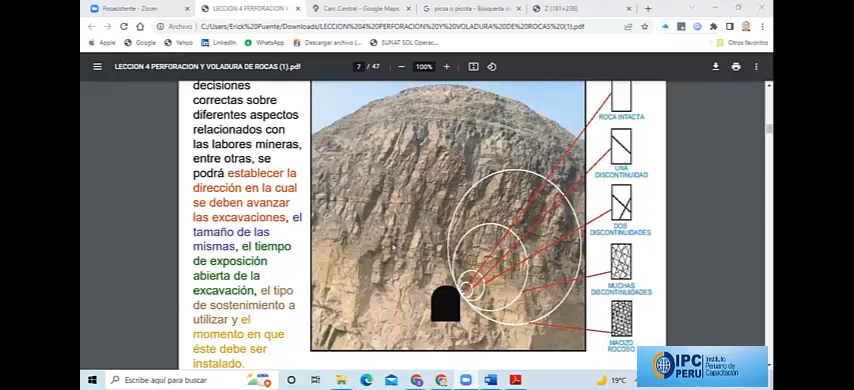 Posasistente - Zoom
LECCION 4 PERFORACION Y
Carr. Central - Google Maps
picsa o picota - Búsqueda de
Z (181×236)
Archivo
C:/Users/Erick%20Puente/Downloads/LECCION%204%20PERFORACION%20Y%20VOLADURA%20DE%20ROCAS%20(1).pdf
Apple
Google
Yahoo
LinkedIn
WhatsApp
Descargar archivo (...
SUNAT SOL Operac...
Otros favoritos
LECCION 4 PERFORACION Y VOLADURA DE ROCAS (1).pdf
7 / 47
100%
decisiones
correctas sobre
diferentes aspectos
relacionados con
las labores mineras,
entre otras, se
podrá establecer la
dirección en la cual
se deben avanzar
las excavaciones, el
tamaño de las
mismas, el tiempo
de exposición
abierta de la
excavación, el tipo
de sostenimiento a
utilizar y el
momento en que
éste debe ser
instalado.
ROCA INTACTA
UNA
DISCONTINUIDAD
DOS
DISCONTINUIDADES
MUCHAS
DISCONTINUIDADES
MACIZO
ROCOSO
IPC
PERU
Instituto
Peruano de
Capacitación
Escribe aquí para buscar
19°C